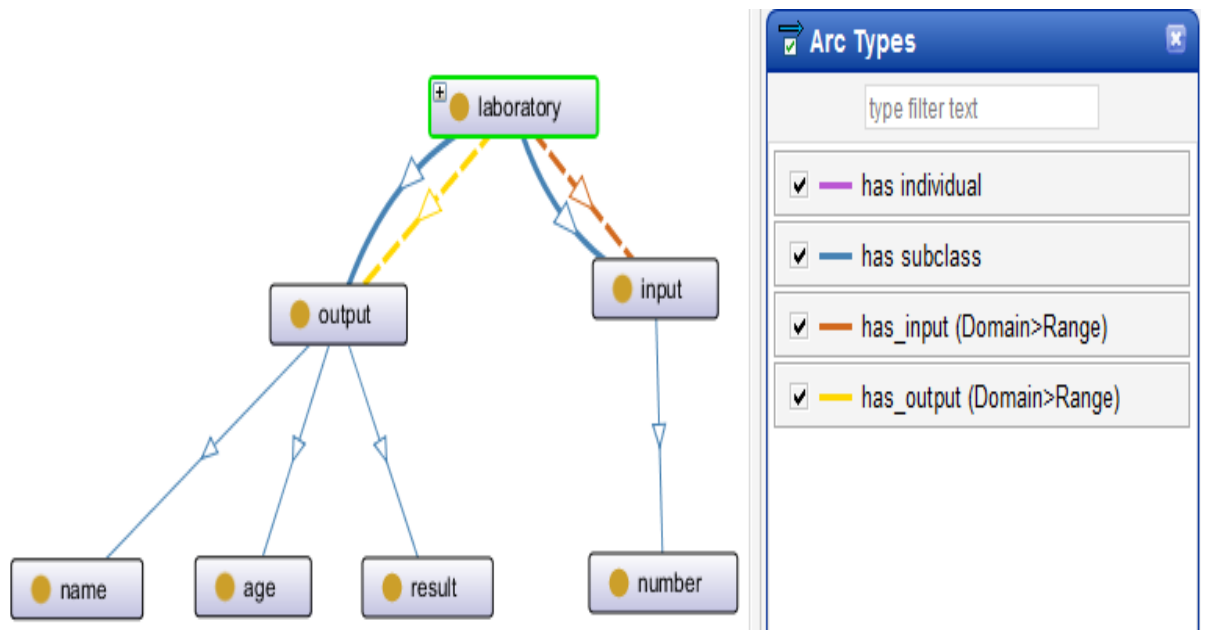 laboratory
output
input
name
age
result
number
Arc Types
type filter text
has individual
has subclass
has_input (Domain>Range)
has_output (Domain>Range)